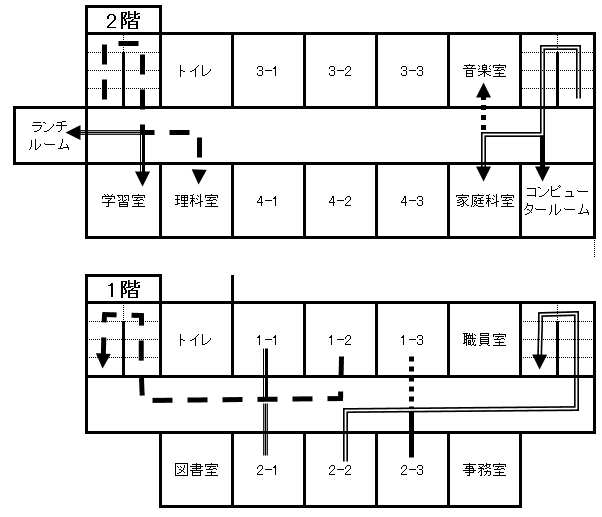 2階
トイレ 3-1 3-2 3-3 音楽室
ランチ
ルーム
学習室 理科室 4-1 4-2 4-3 家庭科室 コンピュー
タールーム
1階
トイレ 1-1 1-2 1-3 職員室
図書室 2-1 2-2 2-3 事務室